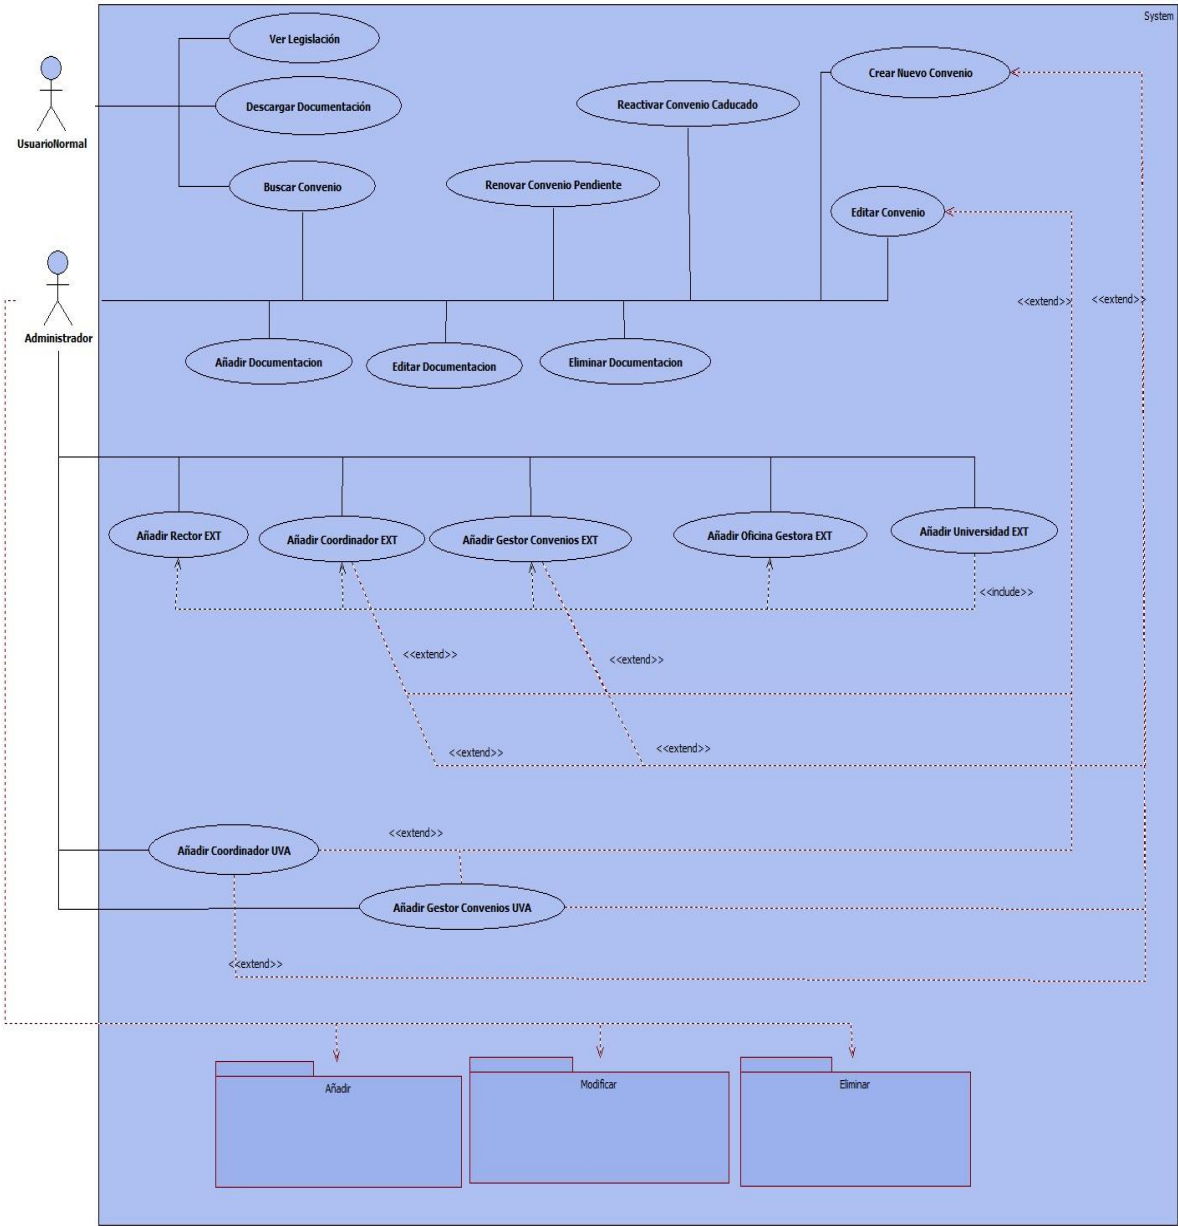 System
Ver Legislación
Crear Nuevo Convenio
Descargar Documentación
Reactivar Convenio Caducado
UsuarioNormal
Buscar Convenio
Renovar Convenio Pendiente
Editar Convenio
<<extend>>
<<extend>>
Administrador
Añadir Documentacion
Editar Documentacion
Eliminar Documentacion
Añadir Rector EXT
Añadir Coordinador EXT
Añadir Gestor Convenios EXT
Añadir Oficina Gestora EXT
Añadir Universidad EXT
<<include>>
<<extend>>
<<extend>>
<<extend>>
<<extend>>
<<extend>>
Añadir Coordinador UVA
Añadir Gestor Convenios UVA
<<extend>>
Añadir
Modificar
Eliminar